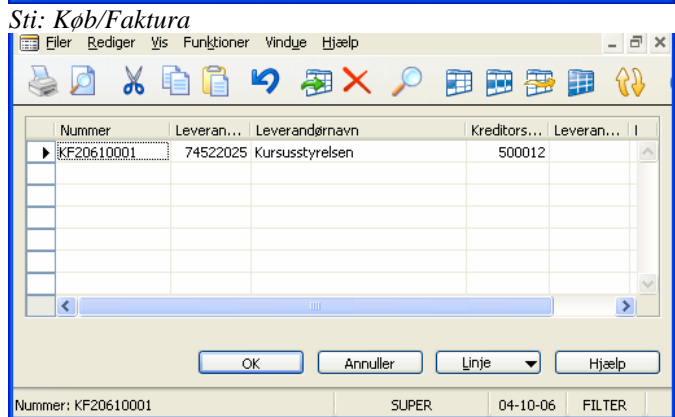 Sti: Køb/Faktura
Filer Rediger Vis Funktioner Vindue Hjælp
Nummer Leveran... Leverandørnavn Kreditors... Leveran...
KF20610001 74522025 Kursusstyrelsen 500012
OK Annuller Linje Hjælp
Nummer: KF20610001 SUPER 04-10-06 FILTER